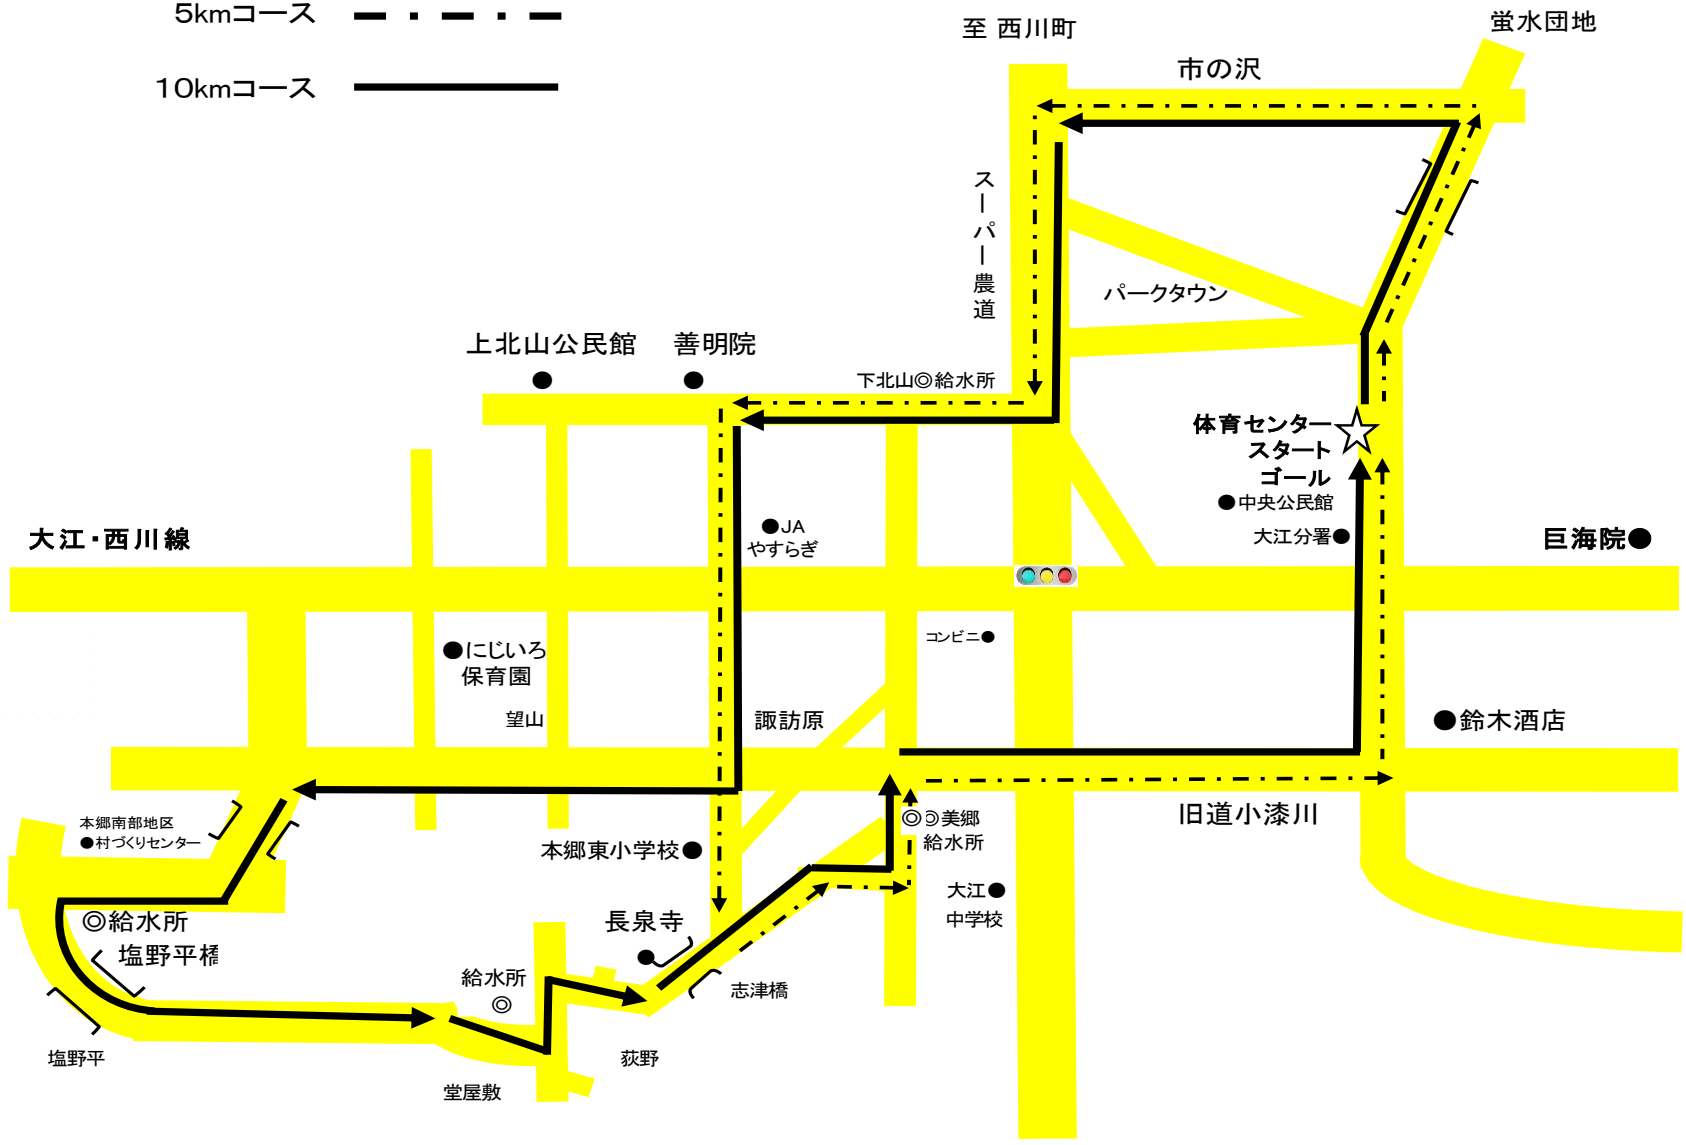 5kmコース
10kmコース
至 西川町
蛍水団地
市の沢
スーパー農道
パークタウン
上北山公民館
善明院
下北山◎給水所
体育センター
スタート
ゴール
●中央公民館
大江分署●
大江・西川線
●JA
やすらぎ
巨海院●
コンビニ●
●にじいろ
保育園
望山
諏訪原
●鈴木酒店
本郷南部地区
●村づくりセンター
本郷東小学校●
◎美郷
給水所
旧道小漆川
大江●
中学校
◎給水所
塩野平橋
長泉寺
給水所
◎
志津橋
塩野平
荻野
堂屋敷